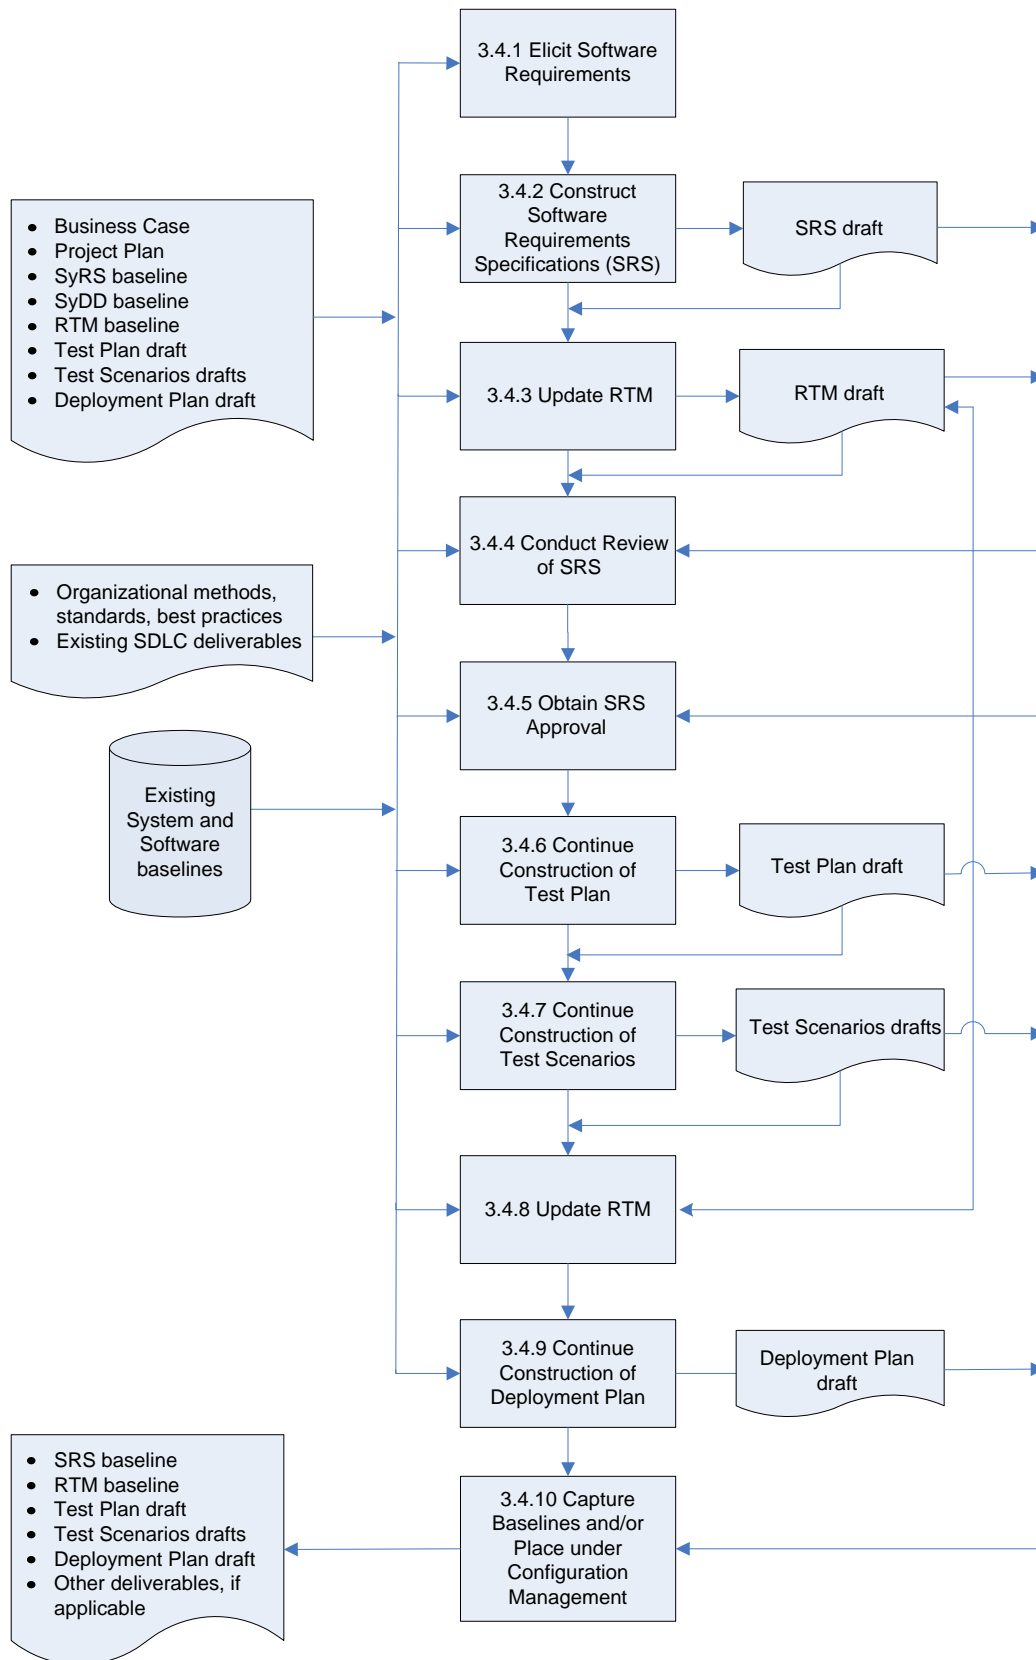 3.4.1 Elicit Software
Requirements
3.4.2 Construct
Software
Requirements
Specifications (SRS)
SRS draft
• Business Case
• Project Plan
• SyRS baseline
• SyDD baseline
• RTM baseline
• Test Plan draft
• Test Scenarios drafts
• Deployment Plan draft
3.4.3 Update RTM
RTM draft
3.4.4 Conduct Review
of SRS
• Organizational methods,
standards, best practices
• Existing SDLC deliverables
3.4.5 Obtain SRS
Approval
Existing
System and
Software
baselines
3.4.6 Continue
Construction of
Test Plan
Test Plan draft
3.4.7 Continue
Construction of
Test Scenarios
Test Scenarios drafts
3.4.8 Update RTM
3.4.9 Continue
Construction of
Deployment Plan
Deployment Plan
draft
• SRS baseline
• RTM baseline
• Test Plan draft
• Test Scenarios drafts
• Deployment Plan draft
• Other deliverables, if
applicable
3.4.10 Capture
Baselines and/or
Place under
Configuration
Management